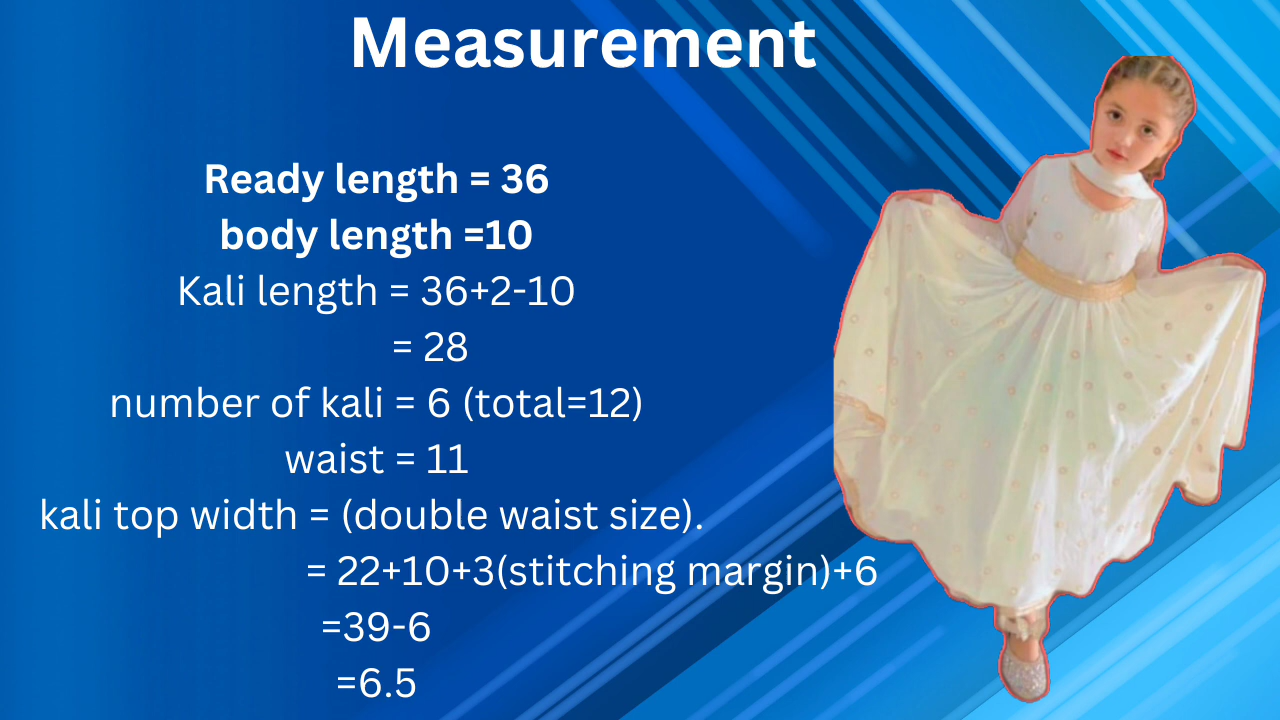 Measurement
Ready length = 36
body length =10
Kali length = 36+2-10
= 28
number of kali = 6 (total=12)
waist = 11
kali top width = (double waist size).
= 22+10+3(stitching margin)+6
=39-6
=6.5